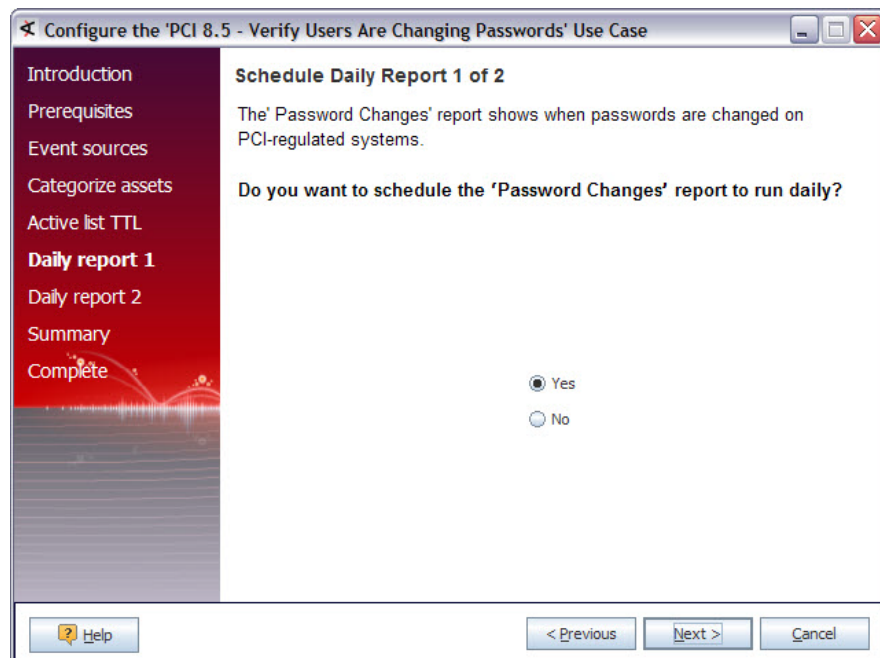 Configure the 'PCI 8.5 - Verify Users Are Changing Passwords' Use Case
Introduction
Prerequisites
Event sources
Categorize assets
Active list TTL
Daily report 1
Daily report 2
Summary
Complete
Schedule Daily Report 1 of 2
The' Password Changes' report shows when passwords are changed on
PCI-regulated systems.
Do you want to schedule the ‘Password Changes’ report to run daily?
Yes
No
Help
< Previous
Next >
Cancel